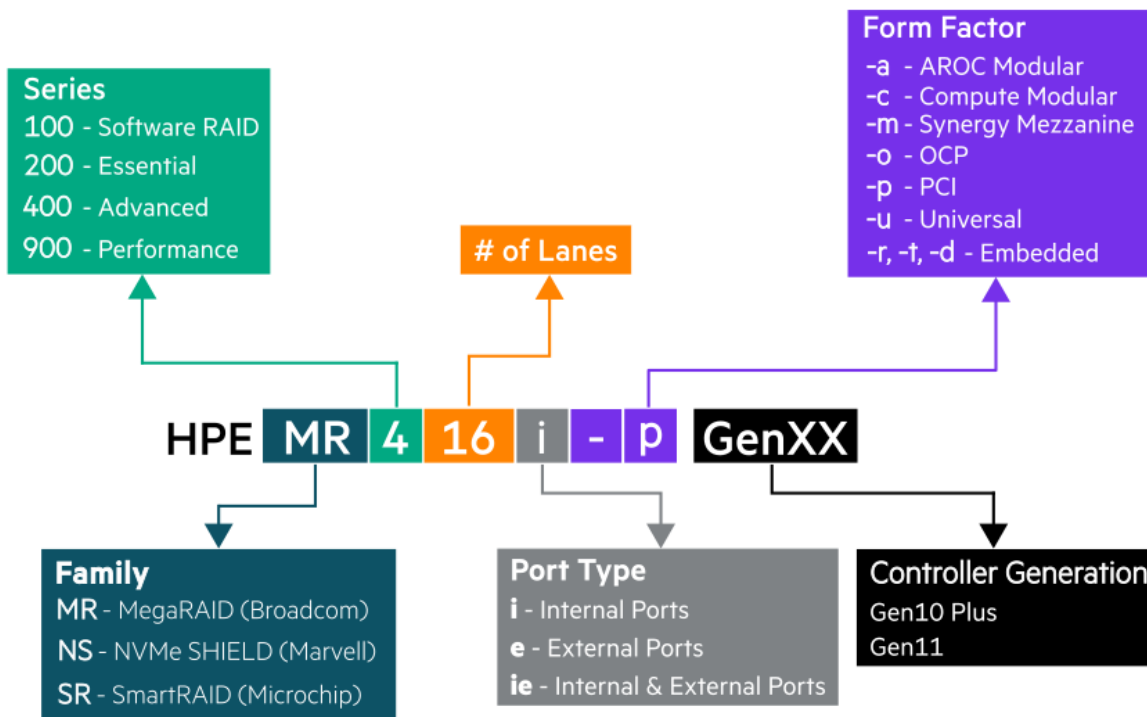 Form Factor
-a - AROC Modular
-c - Compute Modular
-m - Synergy Mezzanine
-o - OCP
-p - PCI
-u - Universal
-r, -t, -d - Embedded
Series
100 - Software RAID
200 - Essential
400 - Advanced
900 - Performance
# of Lanes
HPE MR 4 16 i - p GenXX
Family
MR - MegaRAID (Broadcom)
NS - NVMe SHIELD (Marvell)
SR - SmartRAID (Microchip)
Port Type
i - Internal Ports
e - External Ports
ie - Internal & External Ports
Controller Generation
Gen10 Plus
Gen11